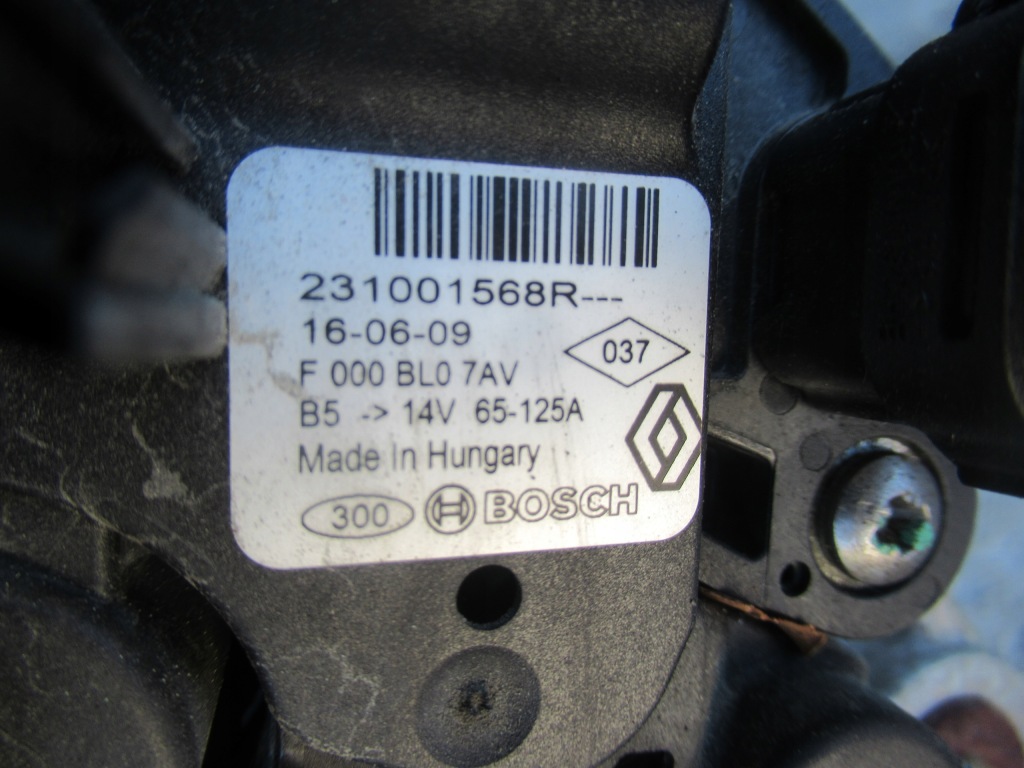 231001568R---
16-06-09
037
F 000 BL0 7AV
B5 -> 14V 65-125A
Made In Hungary
300 BOSCH